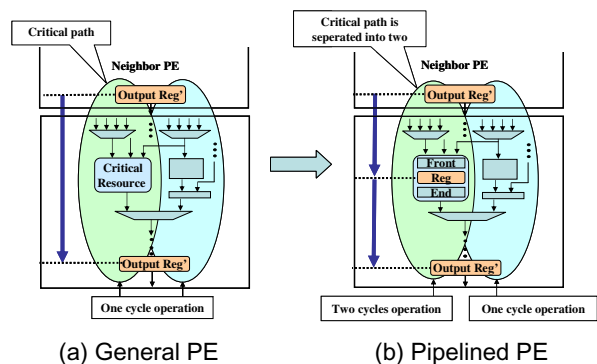 Critical path
Neighbor PE
Output Reg'
Critical
Resource
Output Reg'
One cycle operation
(a) General PE
Critical path is
seperated into two
Neighbor PE
Output Reg'
Front
Reg
End
Output Reg'
Two cycles operation
One cycle operation
(b) Pipelined PE